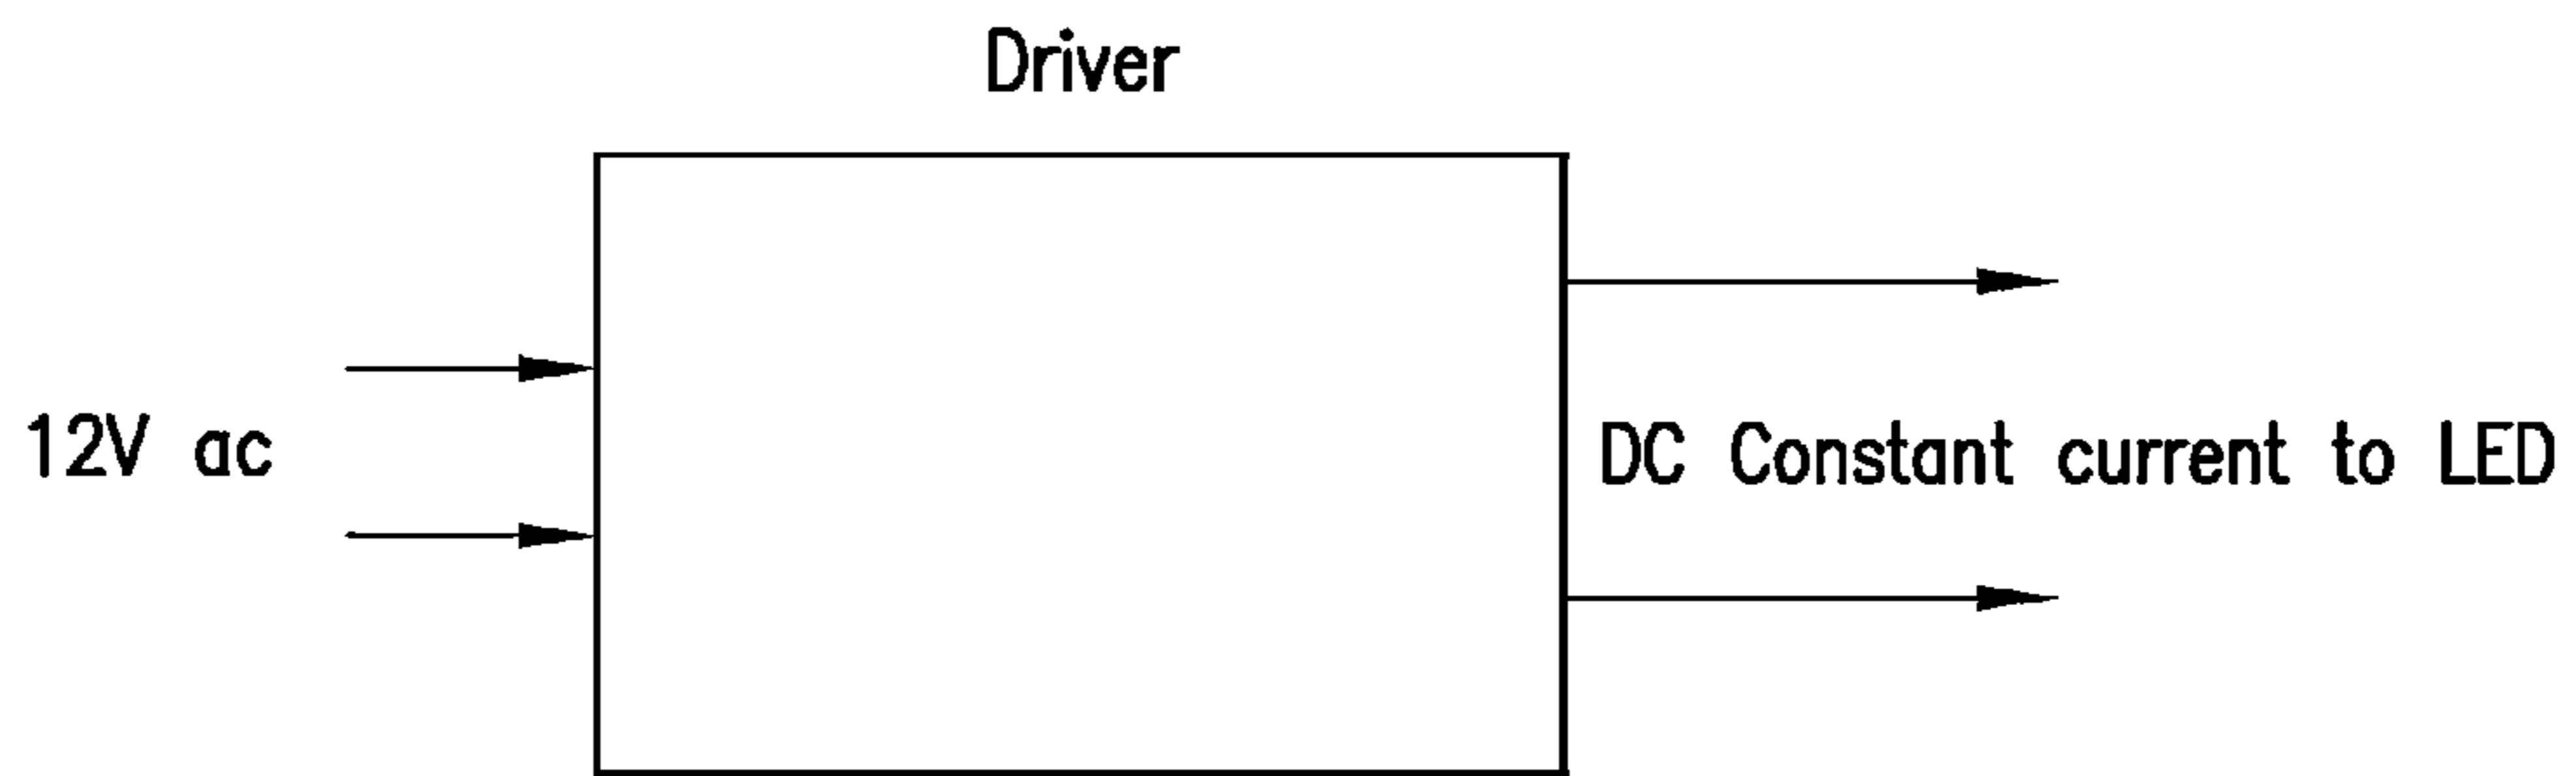 Driver
12V ac
DC Constant current to LED